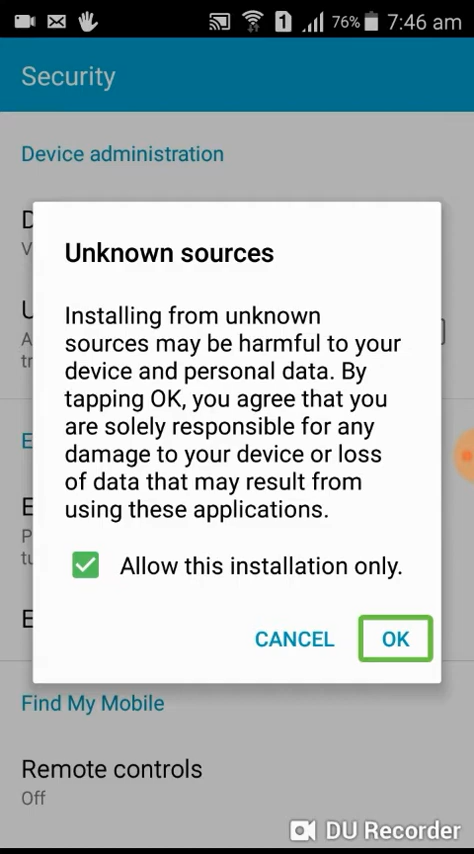 76% 7:46 am
Security
Device administration
D
V
Unknown sources
U
Installing from unknown
sources may be harmful to your
A
device and personal data. By
tr
tapping OK, you agree that you
are solely responsible for any
E
damage to your device or loss
of data that may result from
E
using these applications.
P
tu
Allow this installation only.
E
CANCEL OK
Find My Mobile
Remote controls
Off
DU Recorder